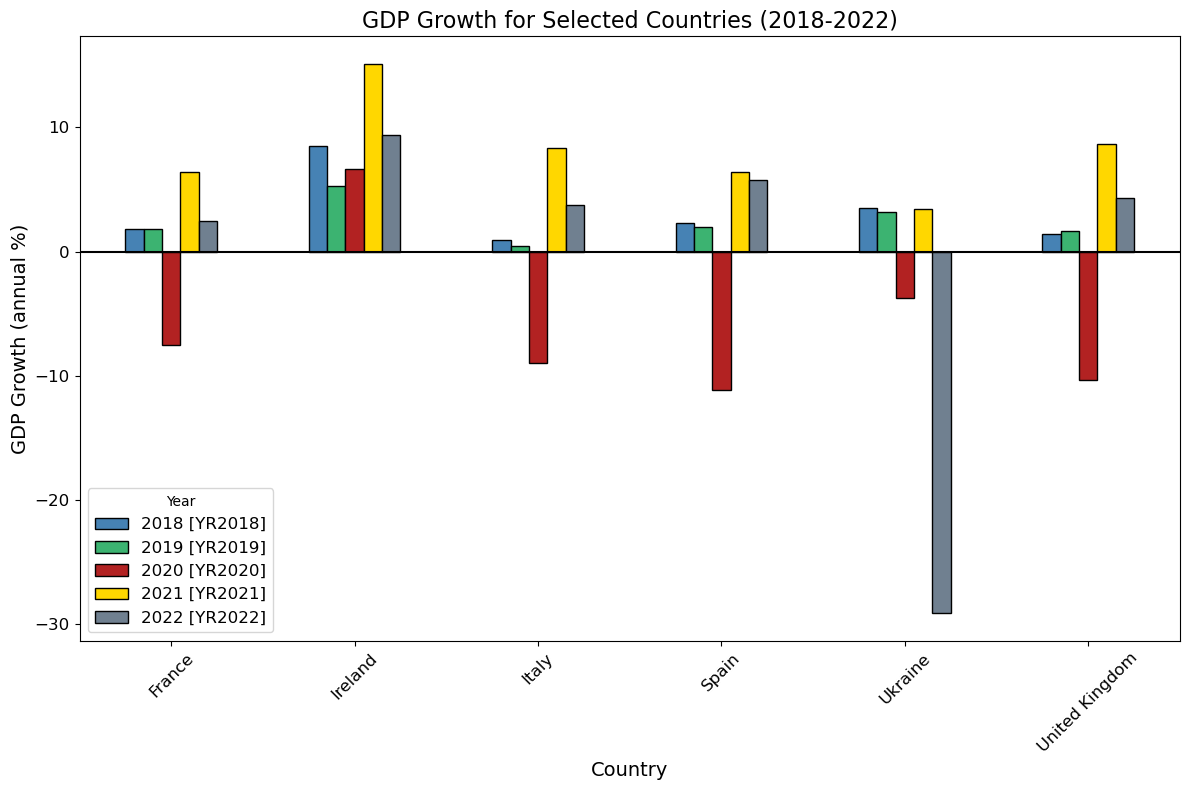 GDP Growth for Selected Countries (2018-2022)
GDP Growth (annual %)
10
0
−10
−20
−30
Year
2018 [YR2018]
2019 [YR2019]
2020 [YR2020]
2021 [YR2021]
2022 [YR2022]
France
Ireland
Italy
Spain
Ukraine
United Kingdom
Country